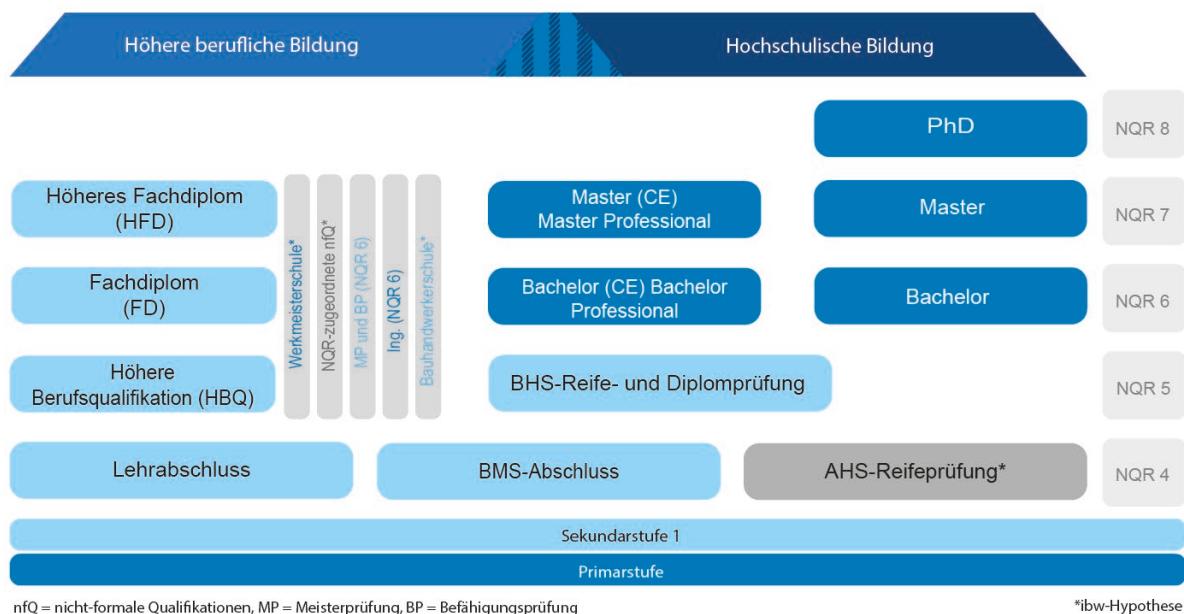 Höhere berufliche Bildung
Hochschulische Bildung
PhD
NQR 8
Höheres Fachdiplom
(HFD)
Master (CE)
Master Professional
Master
NQR 7
Fachdiplom
(FD)
Bachelor (CE) Bachelor
Professional
Bachelor
NQR 6
Höhere
Berufsqualifikation (HBQ)
Werkmeisterschule*
NQR-zugeordnete nfQ*
MP und BP (NQR 6)
Ing. (NQR 6)
Bauhandwerkerschule*
BHS-Reife- und Diplomprüfung
NQR 5
Lehrabschluss
BMS-Abschluss
AHS-Reifeprüfung*
NQR 4
Sekundarstufe 1
Primarstufe
nfQ = nicht-formale Qualifikationen, MP = Meisterprüfung, BP = Befähigungsprüfung
*ibw-Hypothese